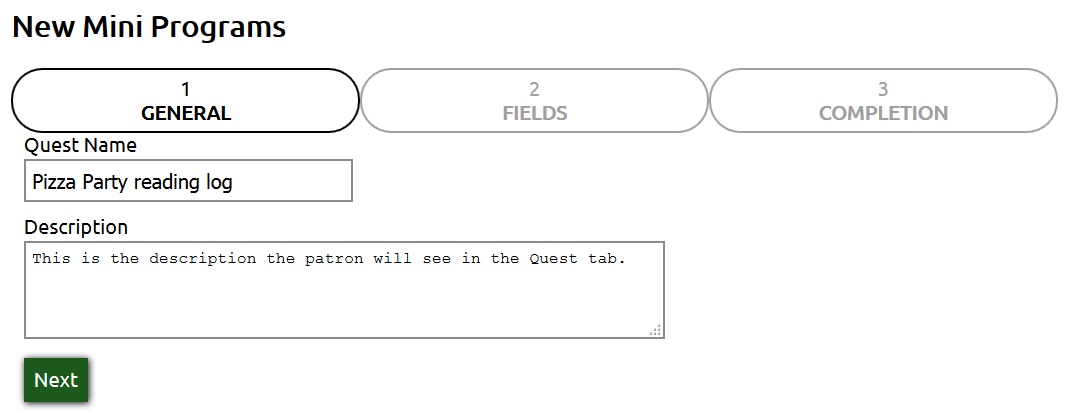 New Mini Programs
1
GENERAL
2
FIELDS
3
COMPLETION
Quest Name
Pizza Party reading log
Description
This is the description the patron will see in the Quest tab.
Next